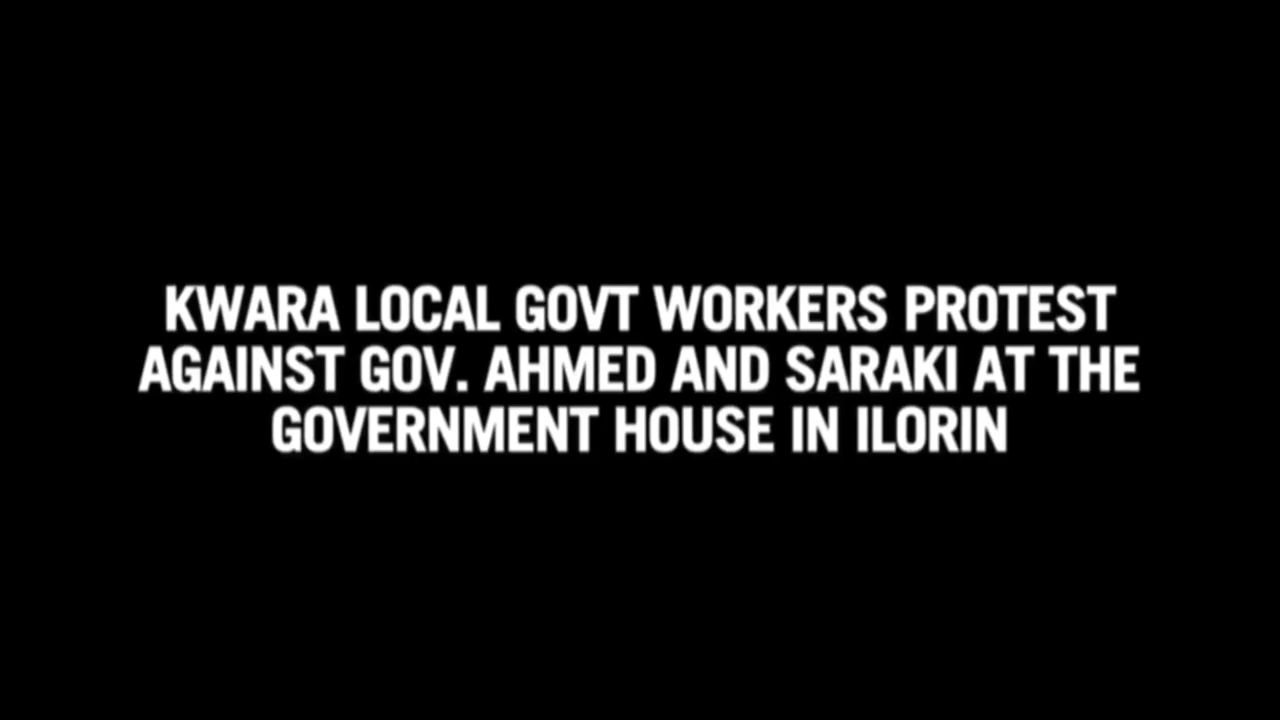 KWARA LOCAL GOVT WORKERS PROTEST
AGAINST GOV. AHMED AND SARAKI AT THE
GOVERNMENT HOUSE IN ILORIN